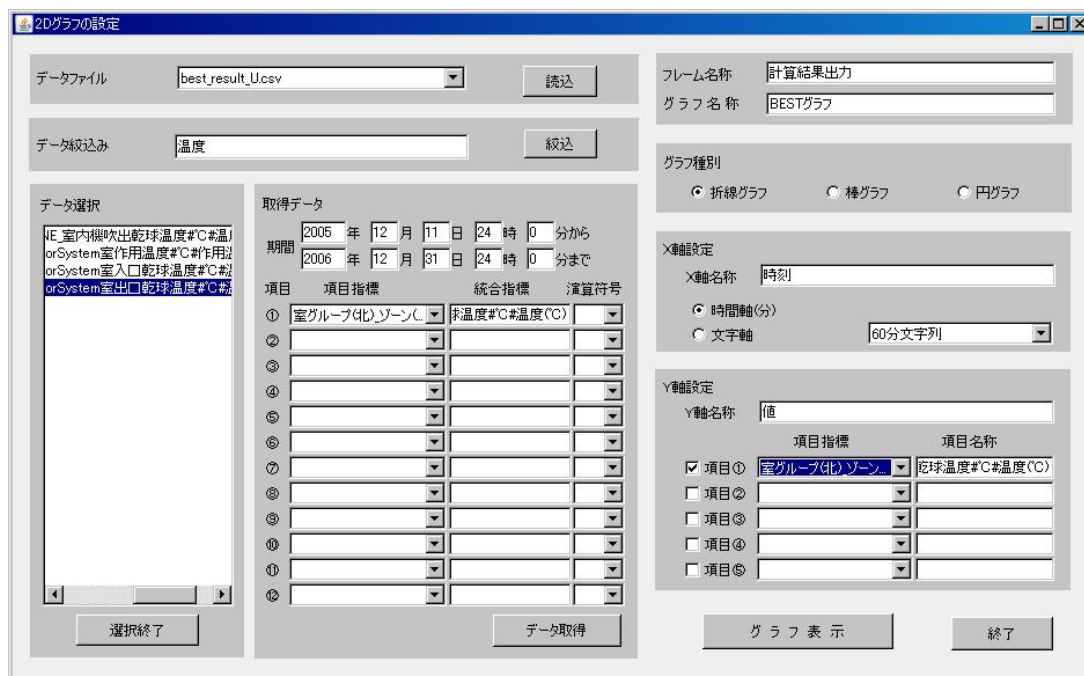 2Dグラフの設定
データファイル
best_result_U.csv
読込
データ絞込み
温度
絞込
データ選択
NE_室内機吹出乾球温度#℃#温
orSystem室作用温度#℃#作用
orSystem室入口乾球温度#℃#
orSystem室出口乾球温度#℃#
選択終了
取得データ
期間
2005 年 12 月 11 日 24 時 0 分から
2006 年 12 月 31 日 24 時 0 分まで
項目 項目指標 統合指標 演算符号
① 室グループ(北)_ゾーン(... 温度#℃#温度(℃)
②
③
④
⑤
⑥
⑦
⑧
⑨
⑩
⑪
⑫
データ取得
フレーム名称
計算結果出力
グラフ名称
BESTグラフ
グラフ種別
折線グラフ 棒グラフ 円グラフ
X軸設定
X軸名称
時刻
時間軸(分)
文字軸
60分文字列
Y軸設定
Y軸名称
値
項目指標 項目名称
項目① 室グループ(北)_ゾーン... 乾球温度#℃#温度(℃)
項目②
項目③
項目④
項目⑤
グラフ表示
終了